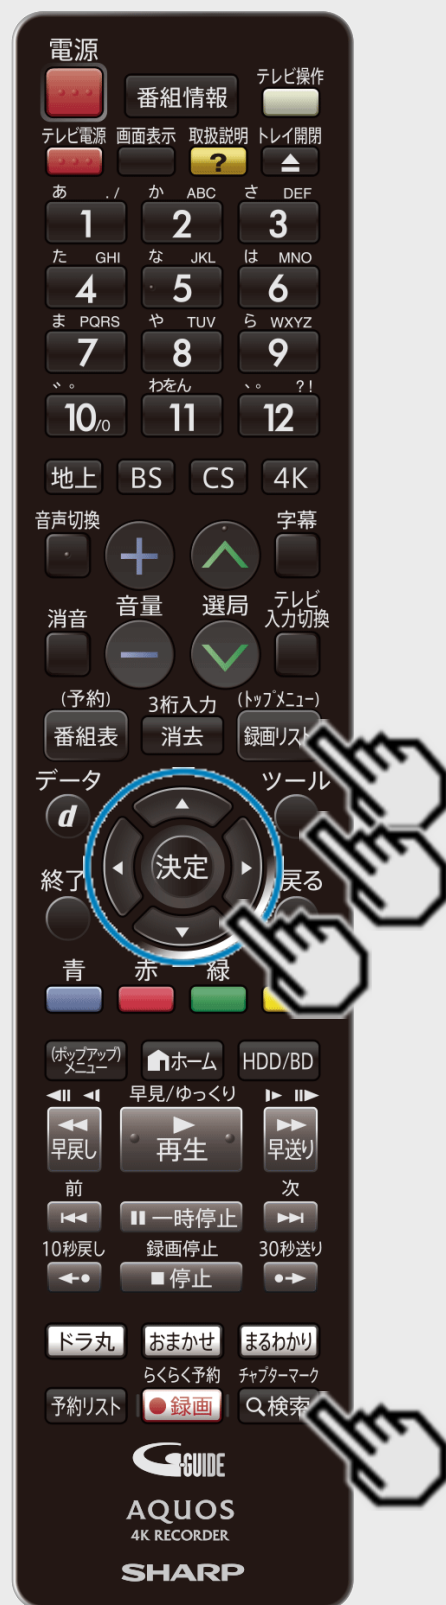 電源
番組情報
テレビ操作
テレビ電源 画面表示 取扱説明 トレイ開閉
?
あ ./ か ABC さ DEF
1 2 3
た GHI な JKL は MNO
4 5 6
ま PQRS や TUV ら WXYZ
7 8 9
゛゜ わをん 、。 ?!
10/0 11 12
地上 BS CS 4K
音声切換 字幕
消音 音量 選局 テレビ
入力切換
(予約) 3桁入力 (トップメニュー)
番組表 消去 録画リスト
データ ツール
d
決定
終了 戻る
青 赤 緑
(ポップアップ)
メニュー ホーム HDD/BD
早見/ゆっくり
早戻し 再生 早送り
前 次
一時停止
10秒戻し 録画停止 30秒送り
停止
ドラ丸 おまかせ まるわかり
らくらく予約 チャプターマーク
予約リスト 録画 検索
G-GUIDE
AQUOS
4K RECORDER
SHARP